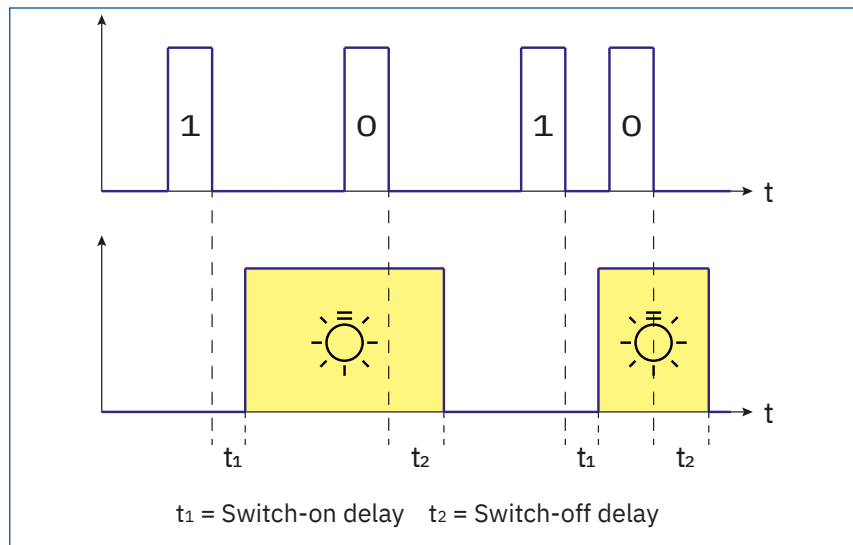 1 0 1 0
t
t
t₁ t₂ t₁ t₂
t₁ = Switch-on delay t₂ = Switch-off delay